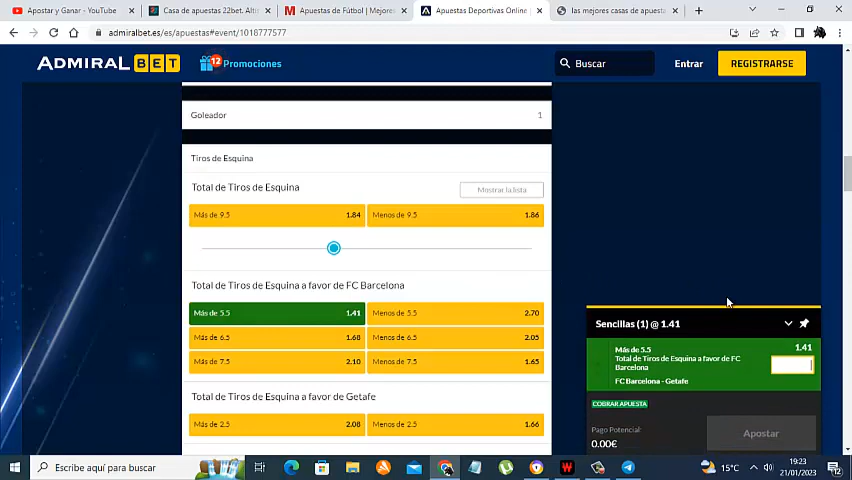 Apostar y Ganar - YouTube
Casa de apuestas 22bet. Alti
Apuestas de Fútbol | Mejores
Apuestas Deportivas Online |
las mejores casas de apuesta
admiralbet.es/es/apuestas#event/1018777577
ADMIRALBET
12
Promociones
Buscar
Entrar
REGISTRARSE
Goleador 1
Tiros de Esquina
Total de Tiros de Esquina
Mostrar la lista
Más de 9.5 1.84 Menos de 9.5 1.86
Total de Tiros de Esquina a favor de FC Barcelona
Más de 5.5 1.41 Menos de 5.5 2.70
Más de 6.5 1.68 Menos de 6.5 2.05
Más de 7.5 2.10 Menos de 7.5 1.65
Total de Tiros de Esquina a favor de Getafe
Más de 2.5 2.08 Menos de 2.5 1.66
Sencillas (1) @ 1.41
Más de 5.5 1.41
Total de Tiros de Esquina a favor de FC
Barcelona
FC Barcelona - Getafe
COBRAR APUESTA
Pago Potencial:
0.00€
Apostar
Escribe aquí para buscar
15°C
19:23
21/01/2023
12